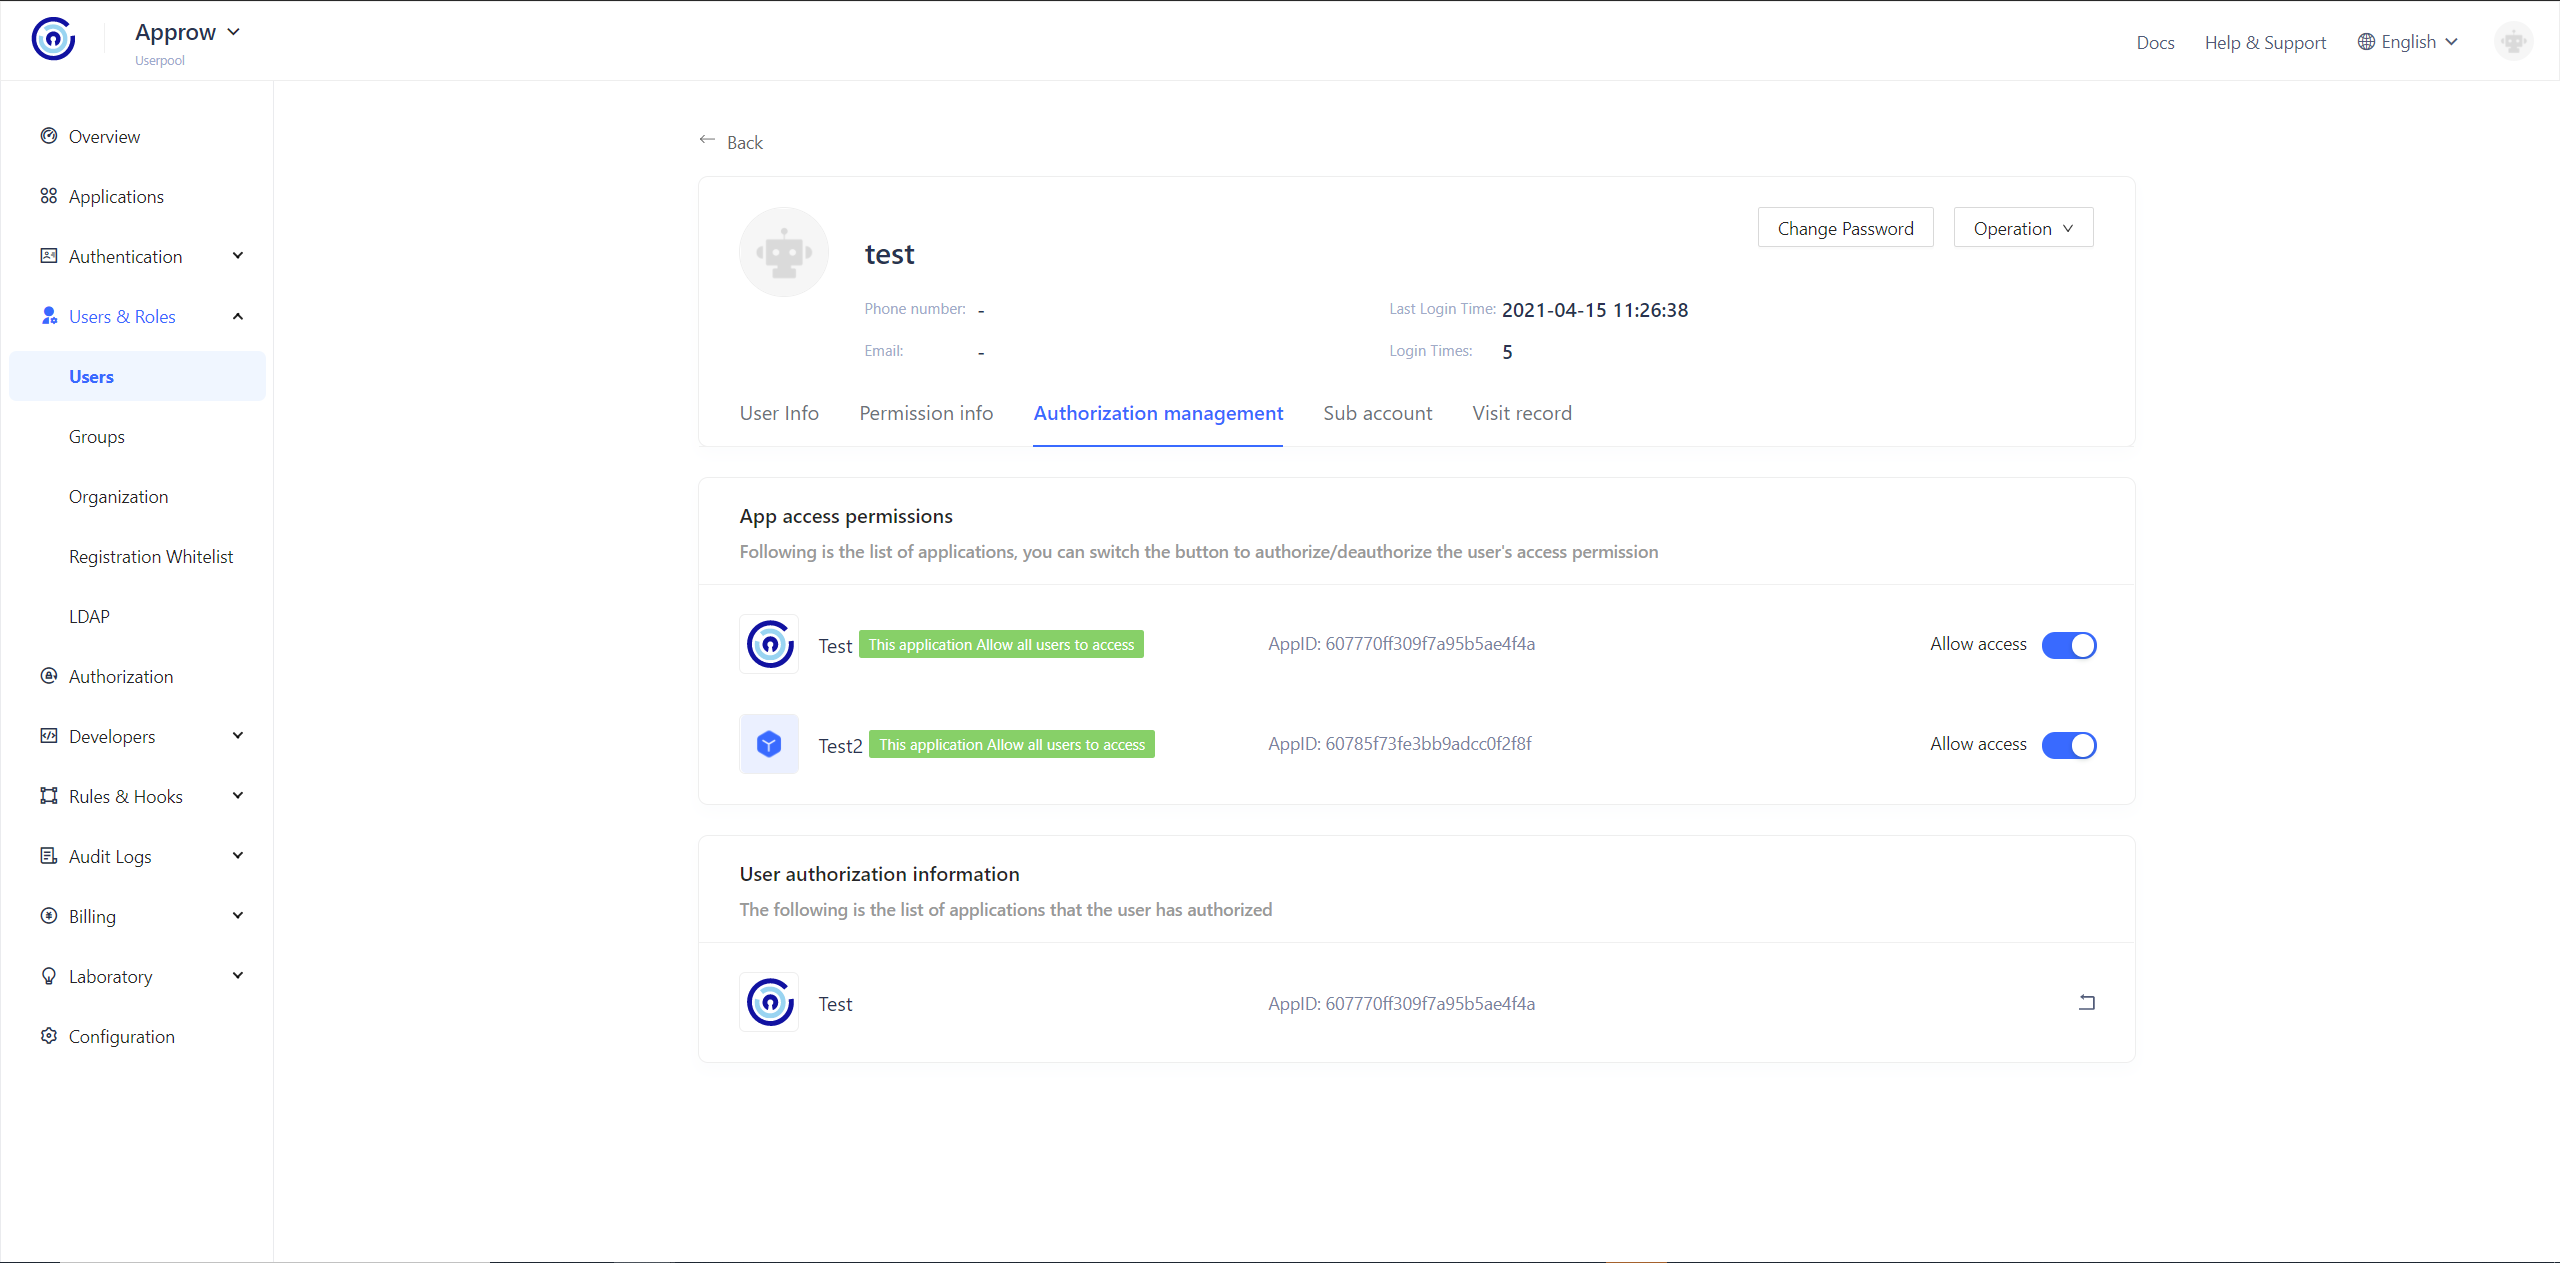 Approw
Userpool
Docs
Help & Support
English
Overview
Applications
Authentication
Users & Roles
Users
Groups
Organization
Registration Whitelist
LDAP
Authorization
Developers
Rules & Hooks
Audit Logs
Billing
Laboratory
Configuration
Back
test
Change Password
Operation
Phone number: -
Last Login Time: 2021-04-15 11:26:38
Email: -
Login Times: 5
User Info
Permission info
Authorization management
Sub account
Visit record
App access permissions
Following is the list of applications, you can switch the button to authorize/deauthorize the user's access permission
Test This application Allow all users to access AppID: 607770ff309f7a95b5ae4f4a Allow access
Test2 This application Allow all users to access AppID: 60785f73fe3bb9adcc0f2f8f Allow access
User authorization information
The following is the list of applications that the user has authorized
Test AppID: 607770ff309f7a95b5ae4f4a